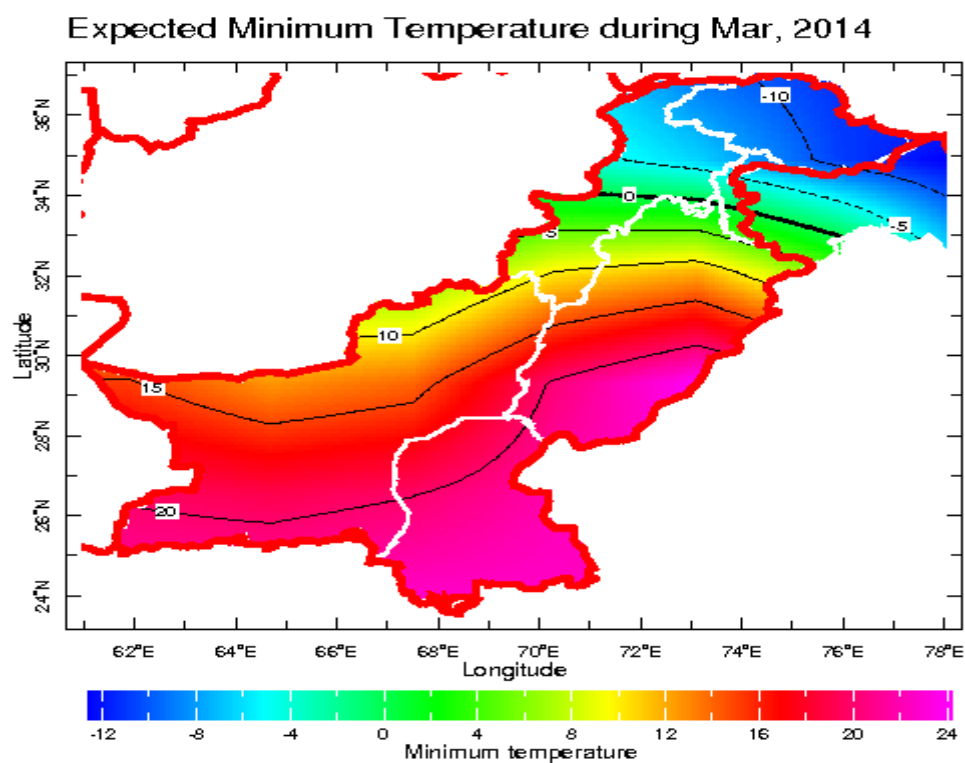 Expected Minimum Temperature during Mar, 2014
36°N
34°N
32°N
30°N
28°N
26°N
24°N
Latitude
-10
-5
0
5
10
15
20
62°E 64°E 66°E 68°E 70°E 72°E 74°E 76°E 78°E
Longitude
-12 -8 -4 0 4 8 12 16 20 24
Minimum temperature